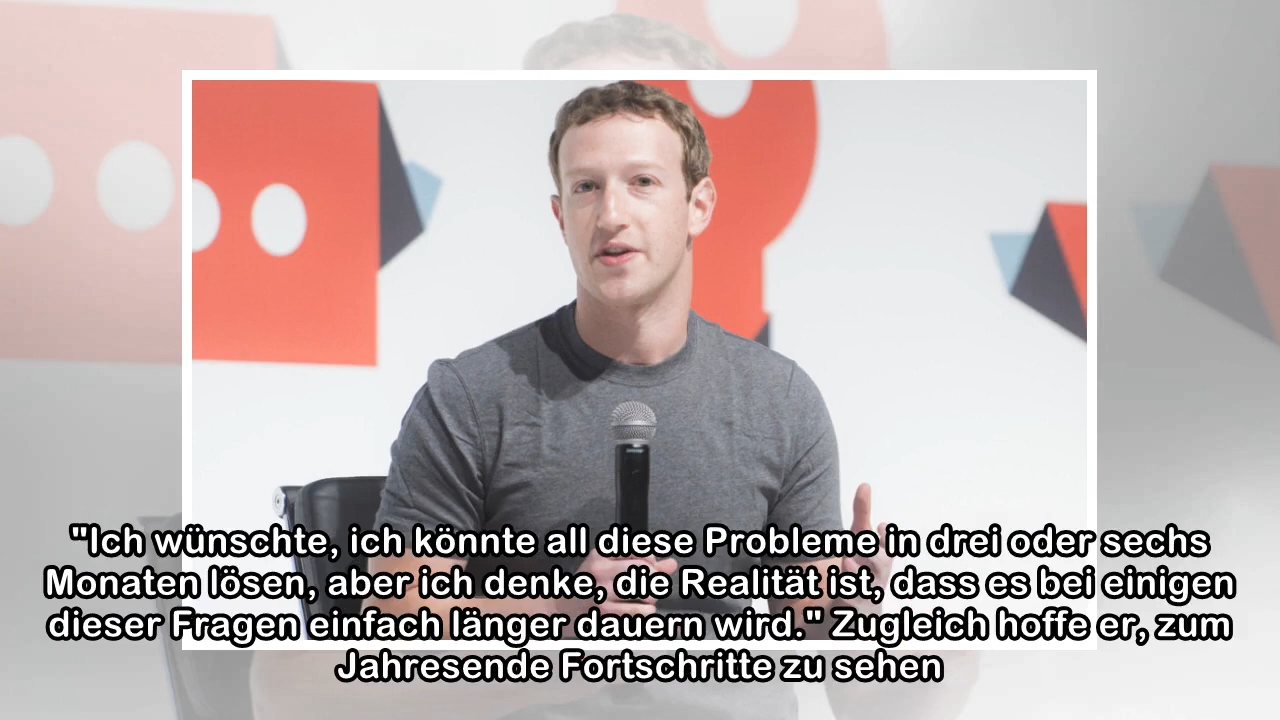 "Ich wünschte, ich könnte all diese Probleme in drei oder sechs
Monaten lösen, aber ich denke, die Realität ist, dass es bei einigen
dieser Fragen einfach länger dauern wird." Zugleich hoffe er, zum
Jahresende Fortschritte zu sehen